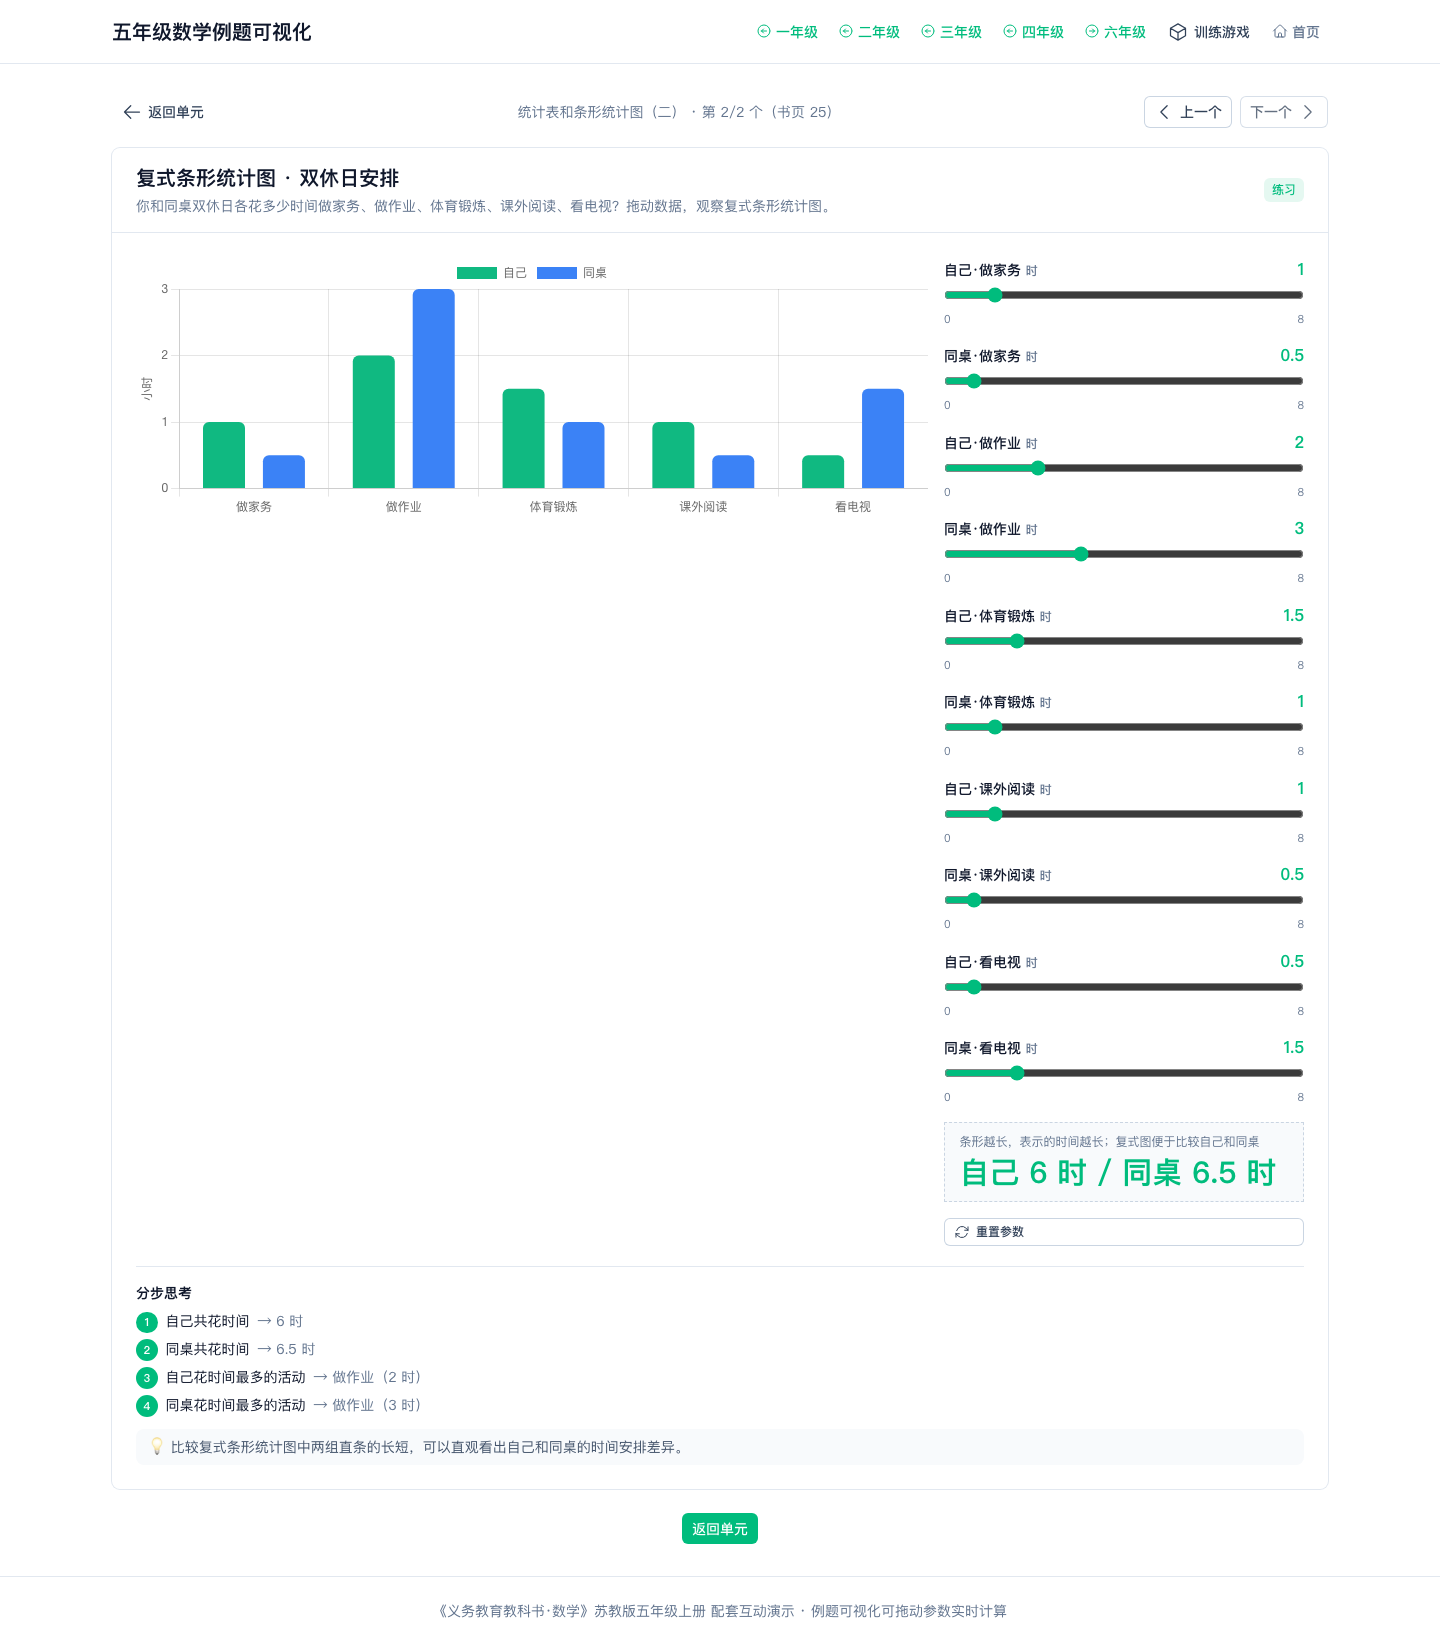 五年级数学例题可视化
一年级 二年级 三年级 四年级 六年级 训练游戏 首页
返回单元
统计表和条形统计图（二） · 第 2/2 个（书页 25）
上一个 下一个
复式条形统计图 · 双休日安排
你和同桌双休日各花多少时间做家务、做作业、体育锻炼、课外阅读、看电视？拖动数据，观察复式条形统计图。
练习
自己 同桌
小时
3
2
1
0
做家务 做作业 体育锻炼 课外阅读 看电视
自己·做家务 时 1
0 8
同桌·做家务 时 0.5
0 8
自己·做作业 时 2
0 8
同桌·做作业 时 3
0 8
自己·体育锻炼 时 1.5
0 8
同桌·体育锻炼 时 1
0 8
自己·课外阅读 时 1
0 8
同桌·课外阅读 时 0.5
0 8
自己·看电视 时 0.5
0 8
同桌·看电视 时 1.5
0 8
条形越长，表示的时间越长；复式图便于比较自己和同桌
自己 6 时 / 同桌 6.5 时
重置参数
分步思考
1 自己共花时间 → 6 时
2 同桌共花时间 → 6.5 时
3 自己花时间最多的活动 → 做作业（2 时）
4 同桌花时间最多的活动 → 做作业（3 时）
💡 比较复式条形统计图中两组直条的长短，可以直观看出自己和同桌的时间安排差异。
返回单元
《义务教育教科书·数学》苏教版五年级上册 配套互动演示 · 例题可视化可拖动参数实时计算